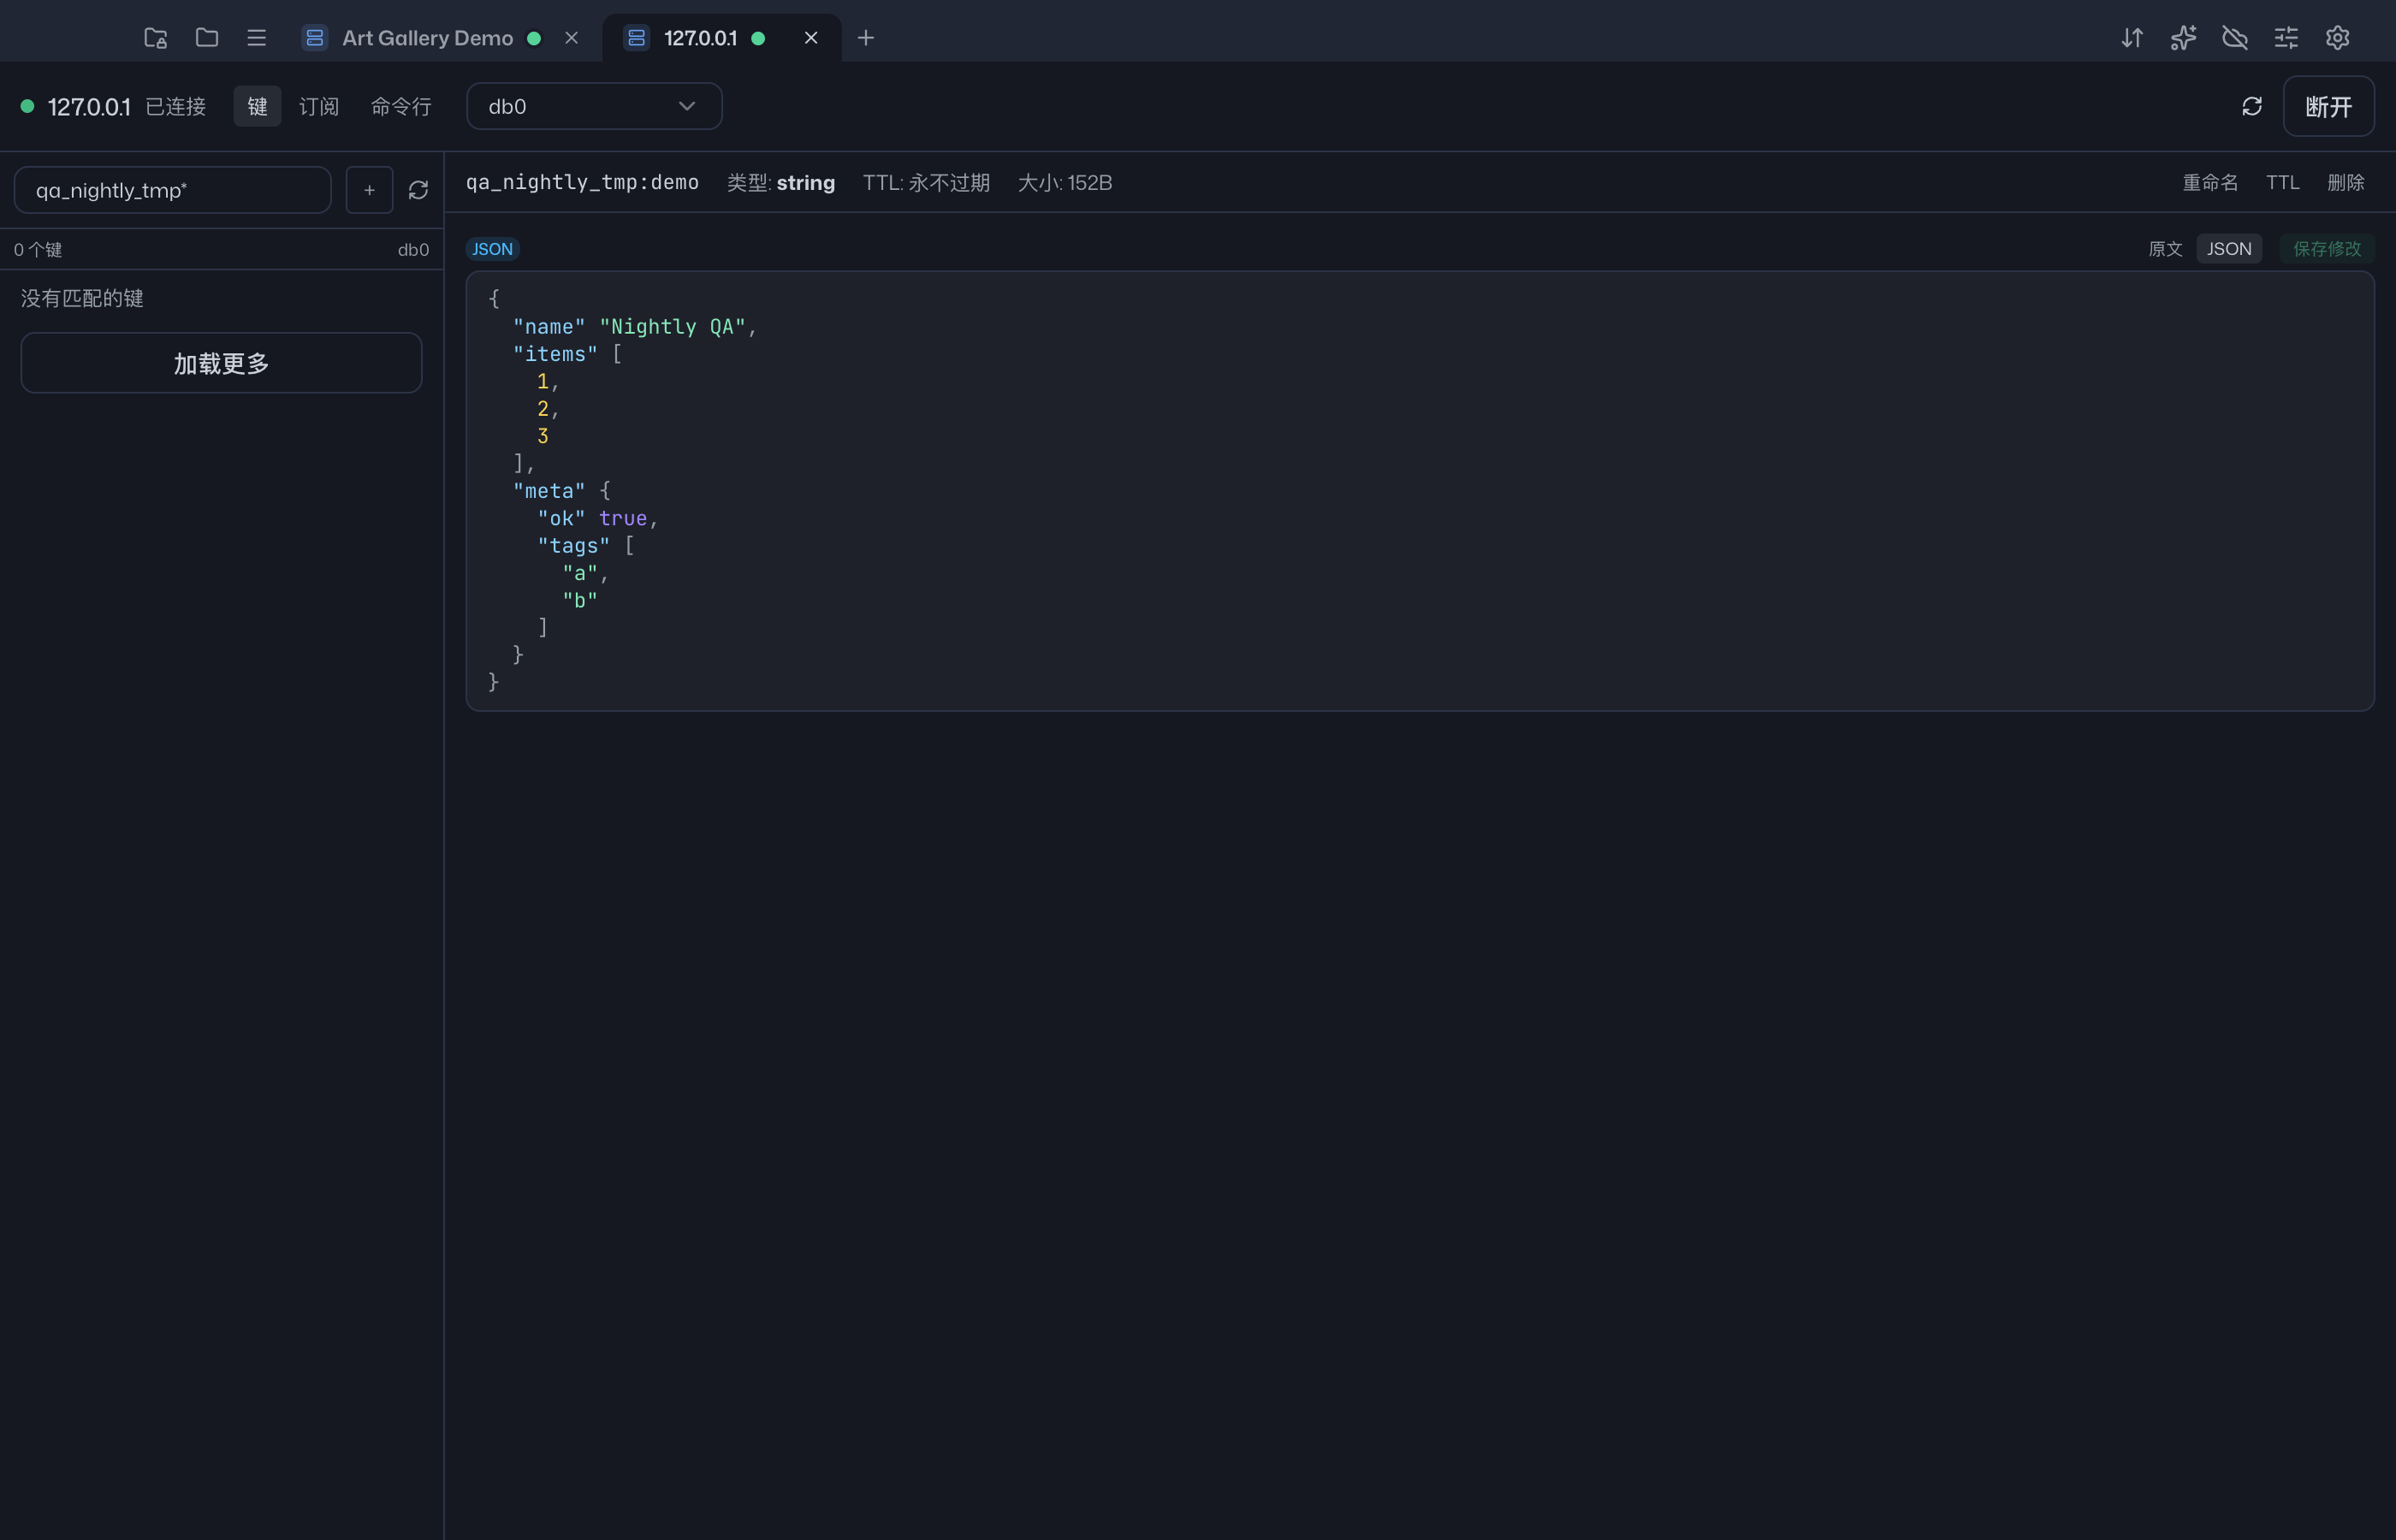 Art Gallery Demo
127.0.0.1
127.0.0.1 已连接 键 订阅 命令行 db0 断开
qa_nightly_tmp* +
0 个键 db0
没有匹配的键
加载更多
qa_nightly_tmp:demo 类型: string TTL: 永不过期 大小: 152B 重命名 TTL 删除
JSON 原文 JSON 保存修改
{
  "name" "Nightly QA",
  "items" [
    1,
    2,
    3
  ],
  "meta" {
    "ok" true,
    "tags" [
      "a",
      "b"
    ]
  }
}